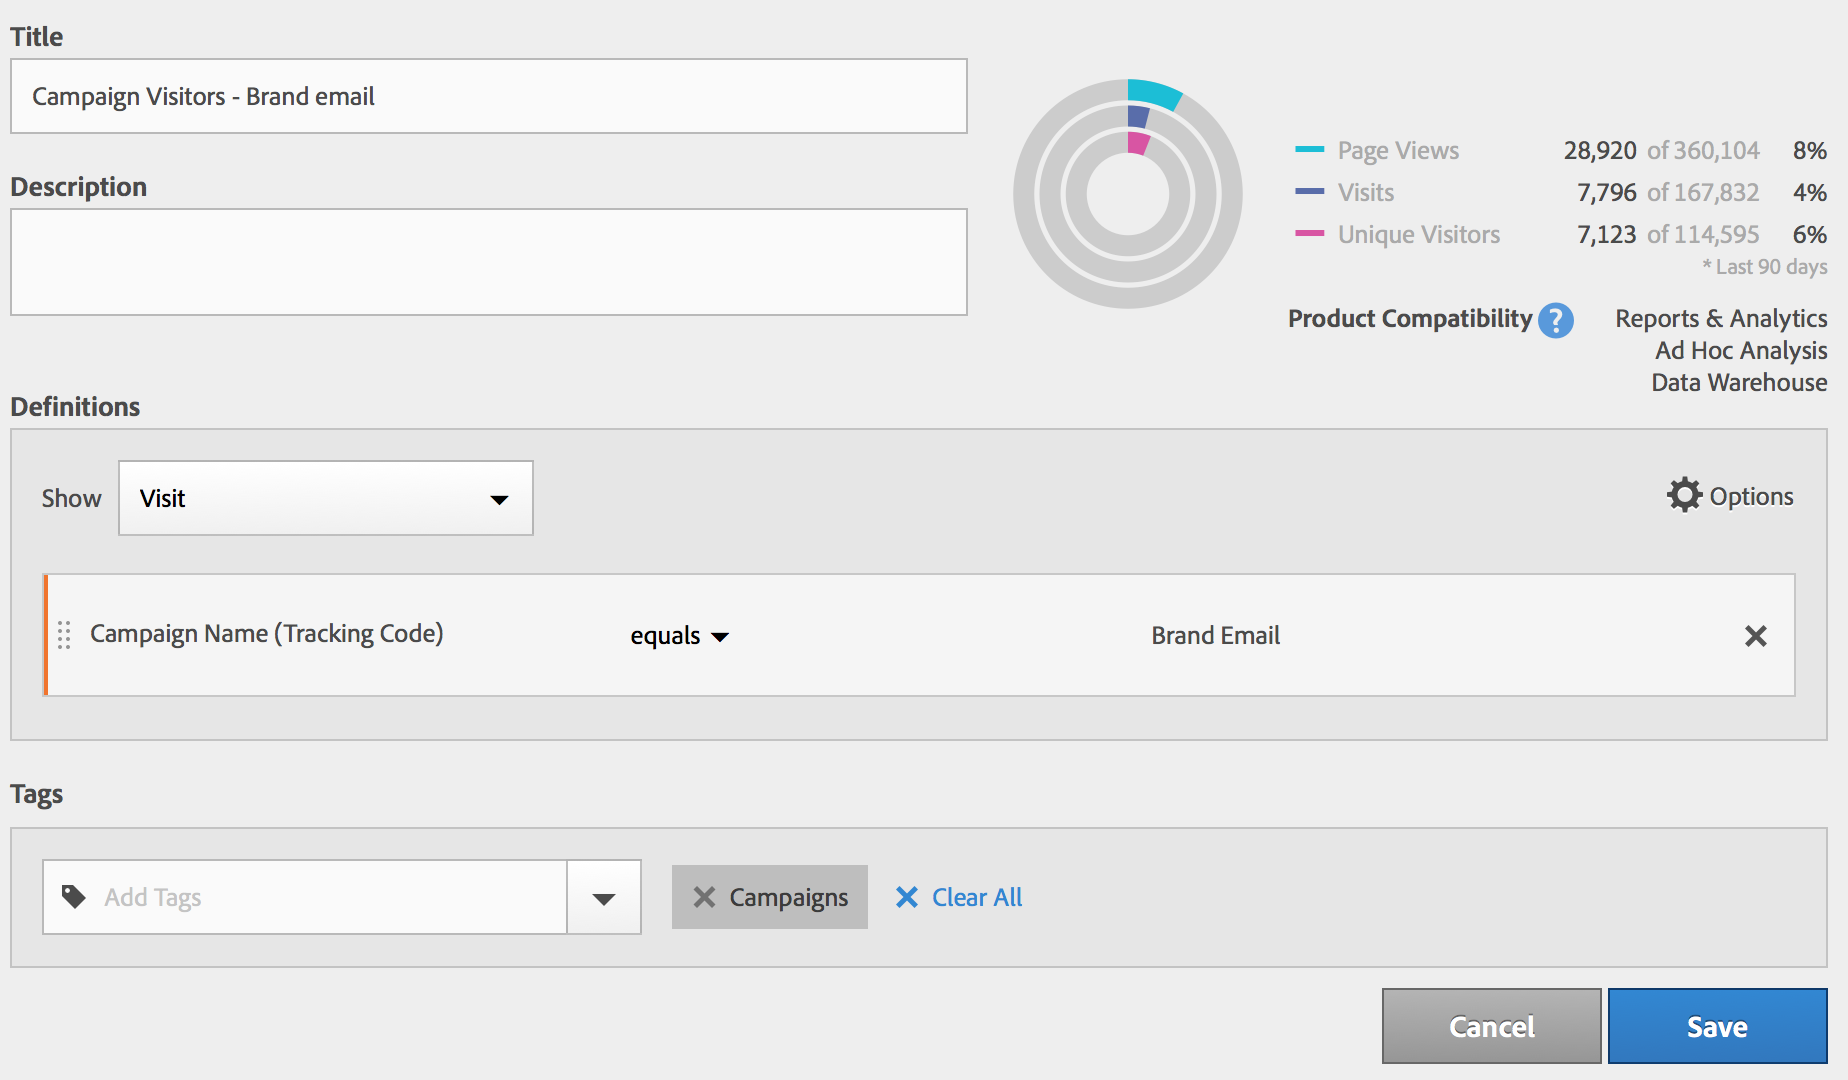 Title
Campaign Visitors - Brand email
Description
Page Views 28,920 of 360,104 8%
Visits 7,796 of 167,832 4%
Unique Visitors 7,123 of 114,595 6%
* Last 90 days
Product Compatibility ? Reports & Analytics
Ad Hoc Analysis
Data Warehouse
Definitions
Show Visit Options
Campaign Name (Tracking Code) equals Brand Email
Tags
Add Tags Campaigns Clear All
Cancel Save